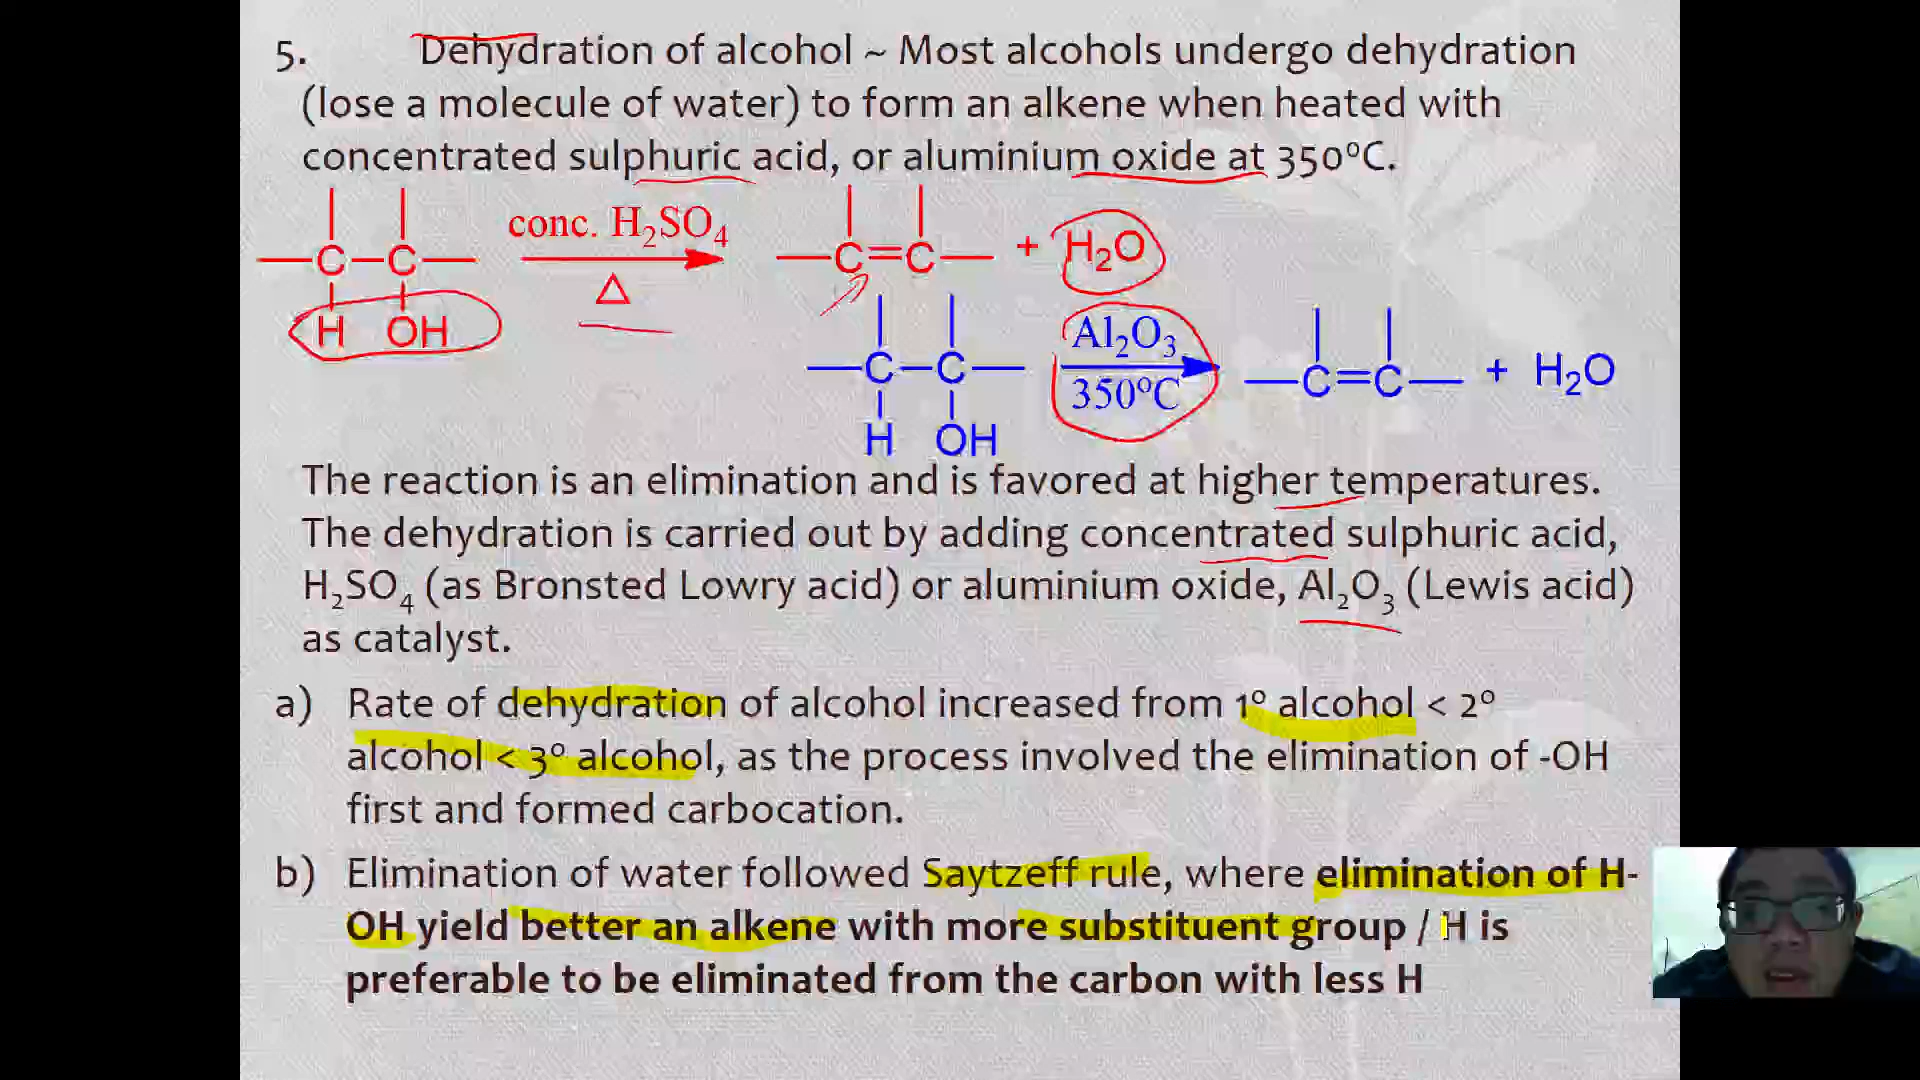 5. Dehydration of alcohol ~ Most alcohols undergo dehydration
(lose a molecule of water) to form an alkene when heated with
concentrated sulphuric acid, or aluminium oxide at 350⁰C.
conc. H₂SO₄
C C C=C + H₂O
△
H OH
Al₂O₃
C C C=C + H₂O
350⁰C
H OH
The reaction is an elimination and is favored at higher temperatures.
The dehydration is carried out by adding concentrated sulphuric acid,
H₂SO₄ (as Bronsted Lowry acid) or aluminium oxide, Al₂O₃ (Lewis acid)
as catalyst.
a) Rate of dehydration of alcohol increased from 1⁰ alcohol < 2⁰
alcohol < 3⁰ alcohol, as the process involved the elimination of -OH
first and formed carbocation.
b) Elimination of water followed Saytzeff rule, where elimination of H-
OH yield better an alkene with more substituent group / H is
preferable to be eliminated from the carbon with less H